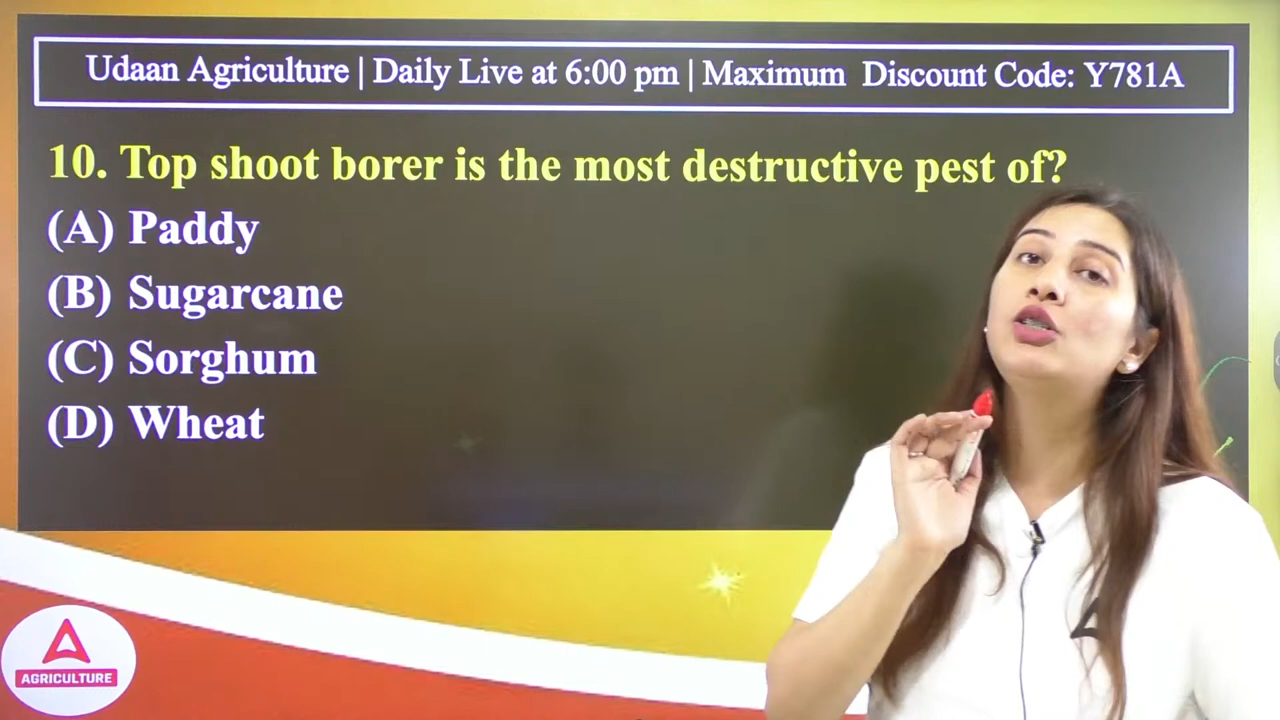 Udaan Agriculture | Daily Live at 6:00 pm | Maximum Discount Code: Y781A
10. Top shoot borer is the most destructive pest of?
(A) Paddy
(B) Sugarcane
(C) Sorghum
(D) Wheat
AGRICULTURE